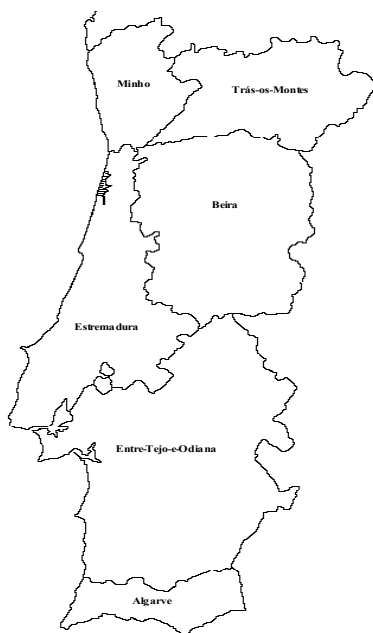 Minho
Trás-os-Montes
Beira
Estremadura
Entre-Tejo-e-Odiana
Algarve